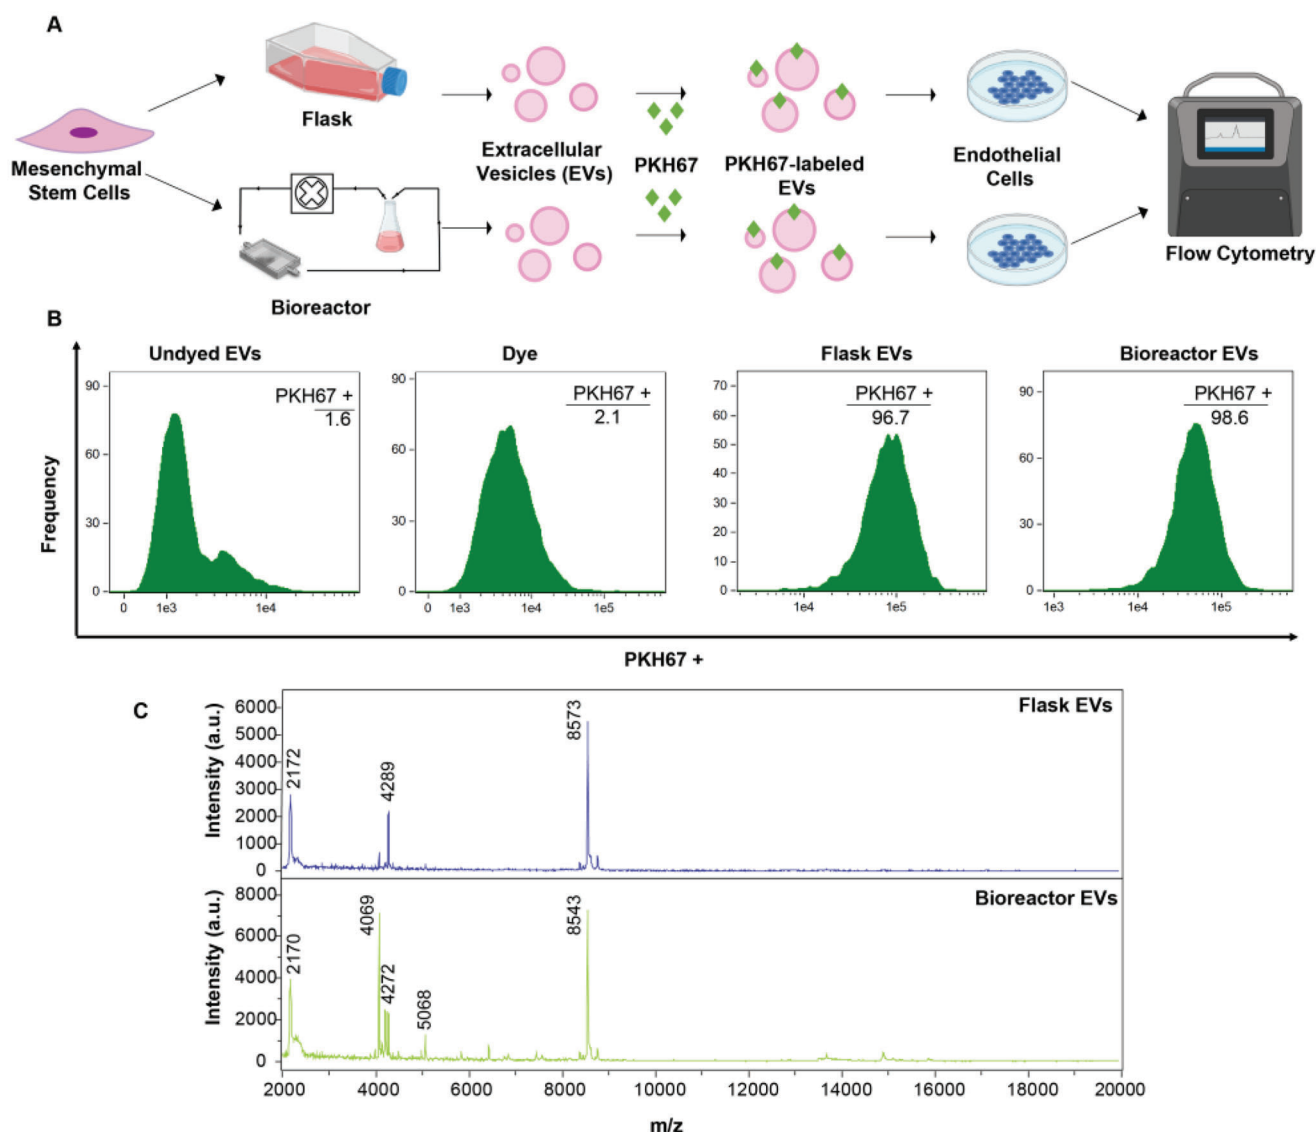 A
Flask
Mesenchymal
Stem Cells
Bioreactor
Extracellular
Vesicles (EVs)
PKH67
PKH67-labeled
EVs
Endothelial
Cells
Flow Cytometry
B
Frequency
Undyed EVs
PKH67 +
1.6
90
60
30
0
0 1e3 1e4
Dye
PKH67 +
2.1
90
60
30
0
0 1e3 1e4 1e5
Flask EVs
PKH67 +
96.7
70
60
50
40
30
20
10
0
1e4 1e5
Bioreactor EVs
PKH67 +
98.6
90
60
30
0
1e3 1e4 1e5
PKH67 +
C
Flask EVs
Intensity (a.u.)
6000
5000
4000
3000
2000
1000
0
2172
4289
8573
Bioreactor EVs
Intensity (a.u.)
8000
6000
4000
2000
0
2170
4069
4272
5068
8543
2000 4000 6000 8000 10000 12000 14000 16000 18000 20000
m/z